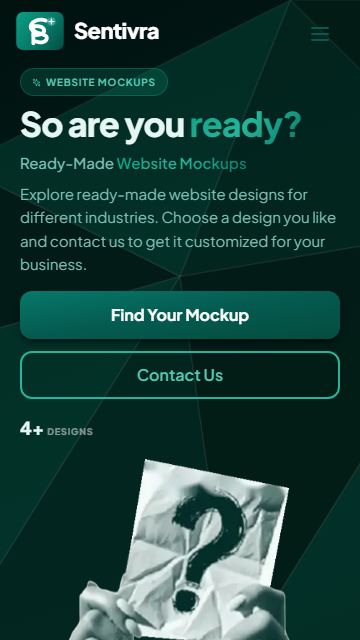 Sentivra
WEBSITE MOCKUPS
So are you ready?
Ready-Made Website Mockups
Explore ready-made website designs for
different industries. Choose a design you like
and contact us to get it customized for your
business.
Find Your Mockup
Contact Us
4+ DESIGNS
?